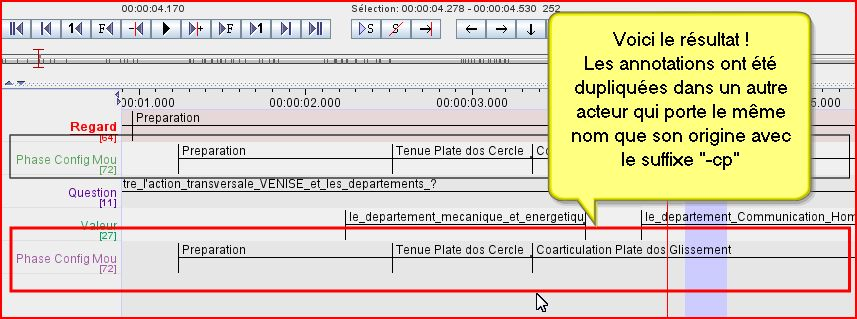 00:00:04.170
Sélection: 00:00:04.278 - 00:00:04.530 252
F
F
S
S
Voici le résultat !
Les annotations ont été
dupliquées dans un autre
acteur qui porte le même
nom que son origine avec
le suffixe "-cp"
:00:01.000 00:00:02.000 00:00:03.000 5.000
Regard
[64]
Preparation
Phase Config Mou
[72]
Preparation
Tenue Plate dos Cercle
Co
Question
[11]
tre_l'action_transversale_VENISE_et_les_departements_?
Valeur
[27]
le_departement_mecanique_et_energetiqu
le_departement_Communication_Hom
Phase Config Mou
[72]
Preparation
Tenue Plate dos Cercle
Coarticulation Plate dos Glissement